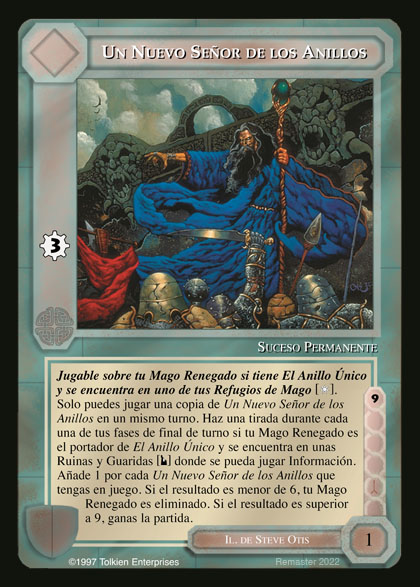 Un Nuevo Señor de los Anillos
3
Suceso Permanente
Jugable sobre tu Mago Renegado si tiene El Anillo Único
y se encuentra en uno de tus Refugios de Mago [☼].
Solo puedes jugar una copia de Un Nuevo Señor de los
Anillos en un mismo turno. Haz una tirada durante cada
una de tus fases de final de turno si tu Mago Renegado es
el portador de El Anillo Único y se encuentra en unas
Ruinas y Guaridas [] donde se pueda jugar Información.
Añade 1 por cada Un Nuevo Señor de los Anillos que
tengas en juego. Si el resultado es menor de 6, tu Mago
Renegado es eliminado. Si el resultado es superior
a 9, ganas la partida.
9
Il. de Steve Otis
1
©1997 Tolkien Enterprises
Remaster 2022